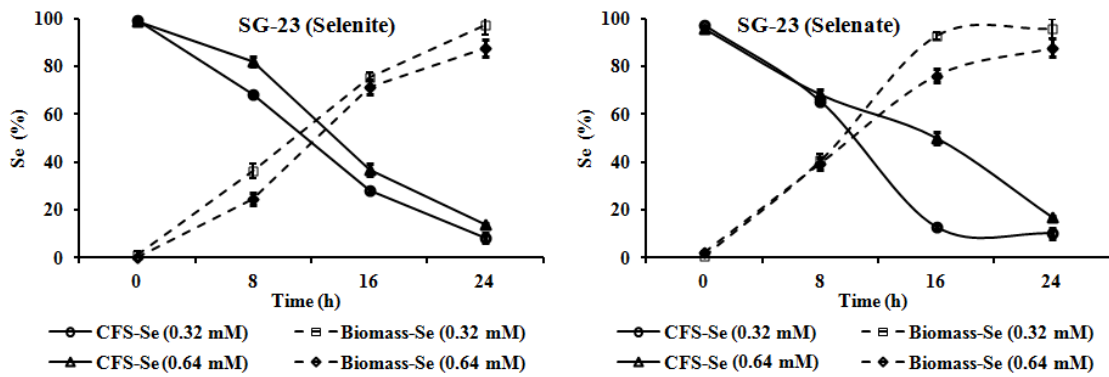 SG-23 (Selenite)
Se (%)
100
80
60
40
20
0
0 8 16 24
Time (h)
CFS-Se (0.32 mM) Biomass-Se (0.32 mM)
CFS-Se (0.64 mM) Biomass-Se (0.64 mM)
SG-23 (Selenate)
Se (%)
100
80
60
40
20
0
0 8 16 24
Time (h)
CFS-Se (0.32 mM) Biomass-Se (0.32 mM)
CFS-Se (0.64 mM) Biomass-Se (0.64 mM)